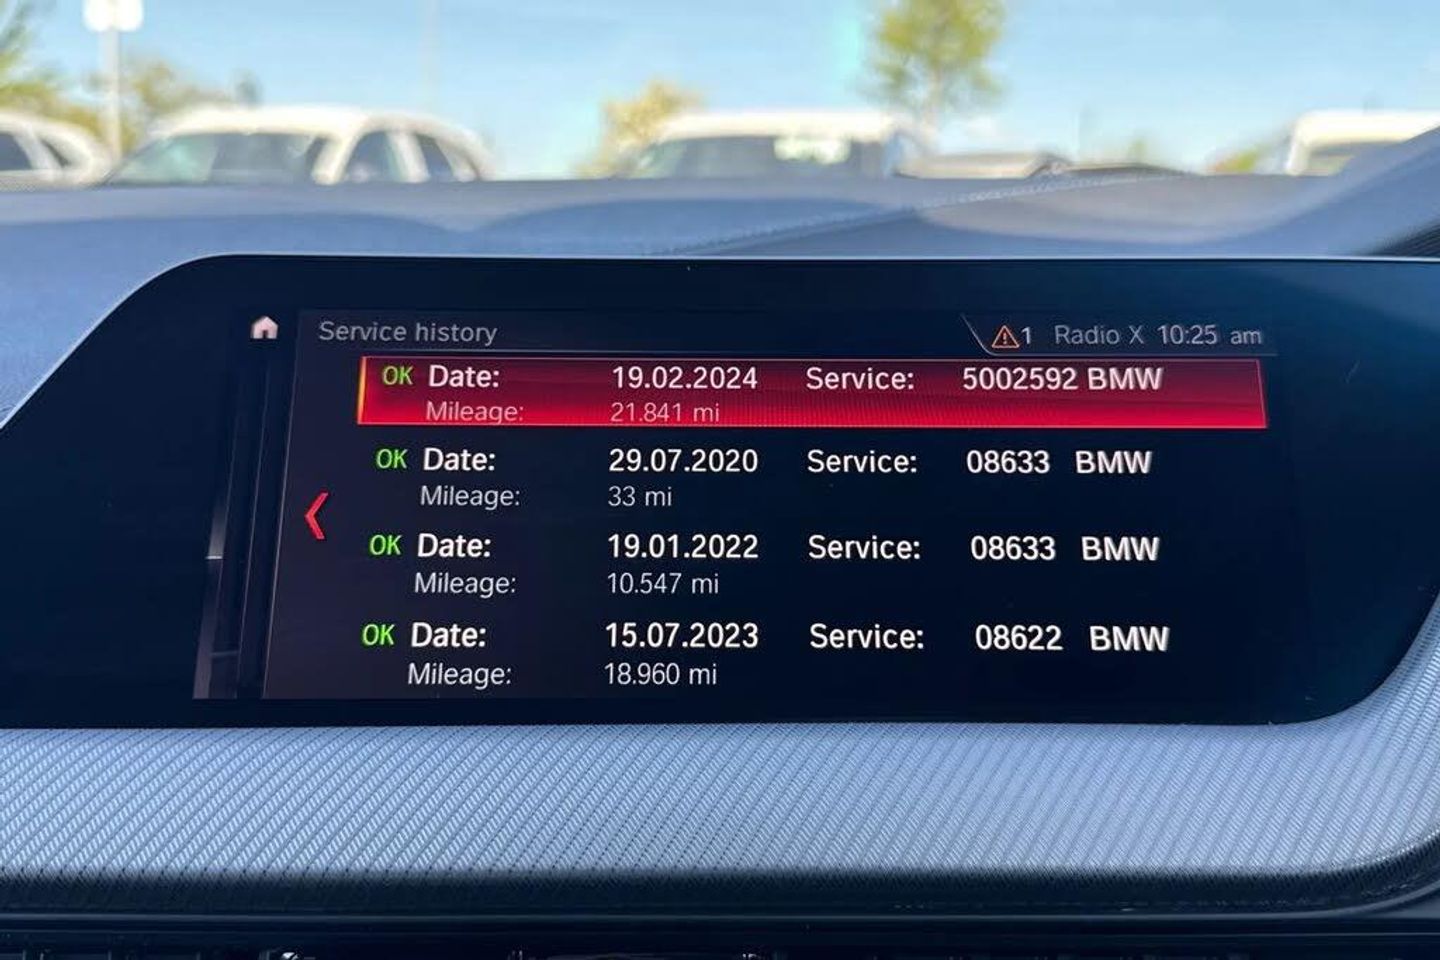 Service history 1 Radio X 10:25 am
OK Date: 19.02.2024 Service: 5002592 BMW
Mileage: 21.841 mi
OK Date: 29.07.2020 Service: 08633 BMW
Mileage: 33 mi
OK Date: 19.01.2022 Service: 08633 BMW
Mileage: 10.547 mi
OK Date: 15.07.2023 Service: 08622 BMW
Mileage: 18.960 mi